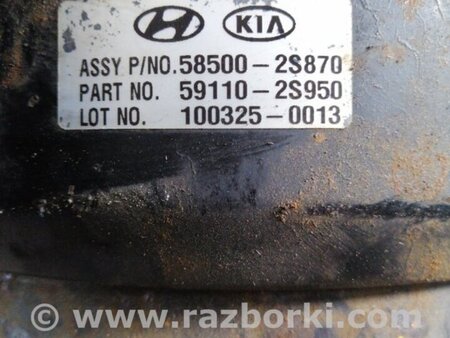 KIA
ASSY P/NO. 58500-2S870
PART NO. 59110-2S950
LOT NO. 100325-0013
www.razborki.com